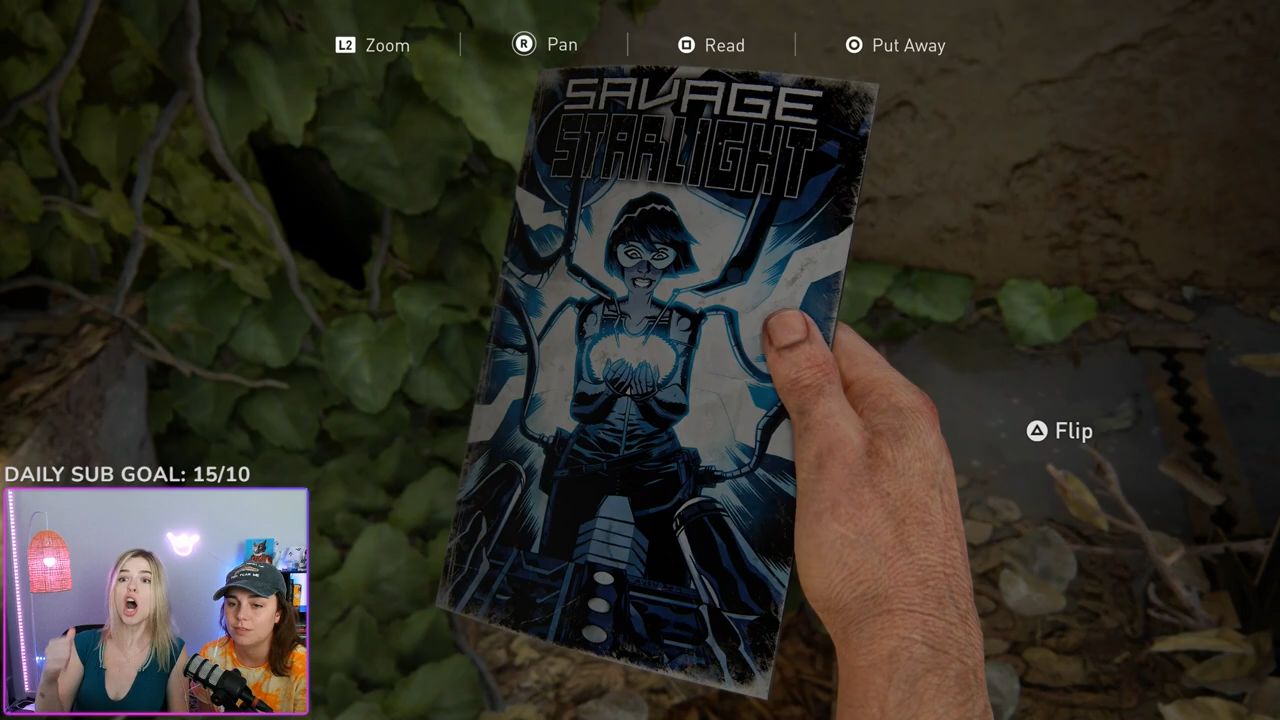 L2 Zoom
R Pan
Read
Put Away
SAVAGE
STARLIGHT
Flip
DAILY SUB GOAL: 15/10